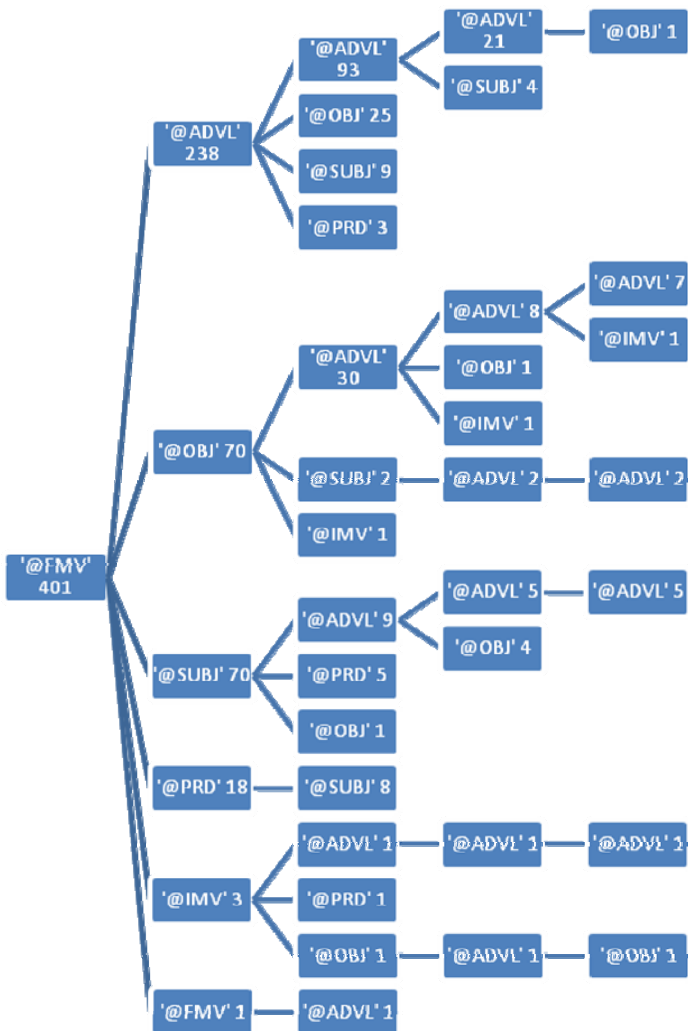 '@FMV'
401
'@ADVL'
238
'@ADVL'
93
'@ADVL'
21
'@OBJ' 1
'@SUBJ' 4
'@OBJ' 25
'@SUBJ' 9
'@PRD' 3
'@OBJ' 70
'@ADVL'
30
'@ADVL' 8
'@ADVL' 7
'@IMV' 1
'@OBJ' 1
'@IMV' 1
'@SUBJ' 2
'@ADVL' 2
'@ADVL' 2
'@IMV' 1
'@SUBJ' 70
'@ADVL' 9
'@ADVL' 5
'@ADVL' 5
'@OBJ' 4
'@PRD' 5
'@OBJ' 1
'@PRD' 18
'@SUBJ' 8
'@IMV' 3
'@ADVL' 1
'@ADVL' 1
'@ADVL' 1
'@PRD' 1
'@OBJ' 1
'@ADVL' 1
'@OBJ' 1
'@FMV' 1
'@ADVL' 1